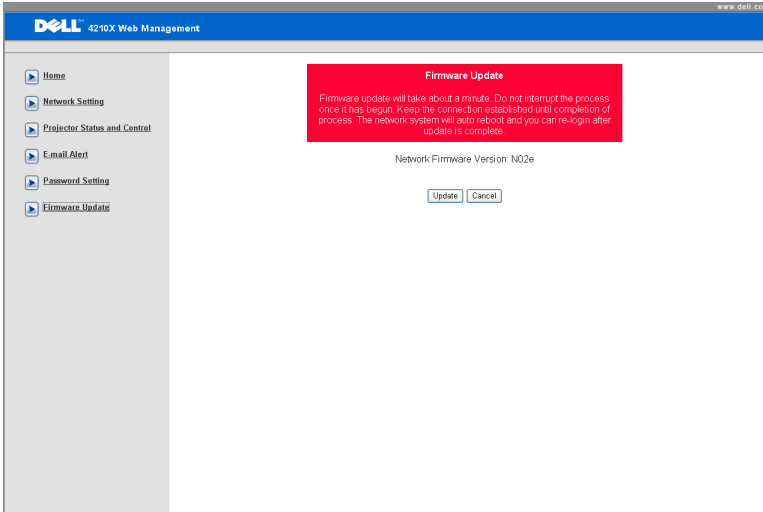 www.dell.co
DELL™ 4210X Web Management
Home
Network Setting
Projector Status and Control
E-mail Alert
Password Setting
Firmware Update
Firmware Update
Firmware update will take about a minute. Do not interrupt the process
once it has begun. Keep the connection established until completion of
process. The network system will auto reboot and you can re-login after
update is complete.
Network Firmware Version: N02e
Update Cancel